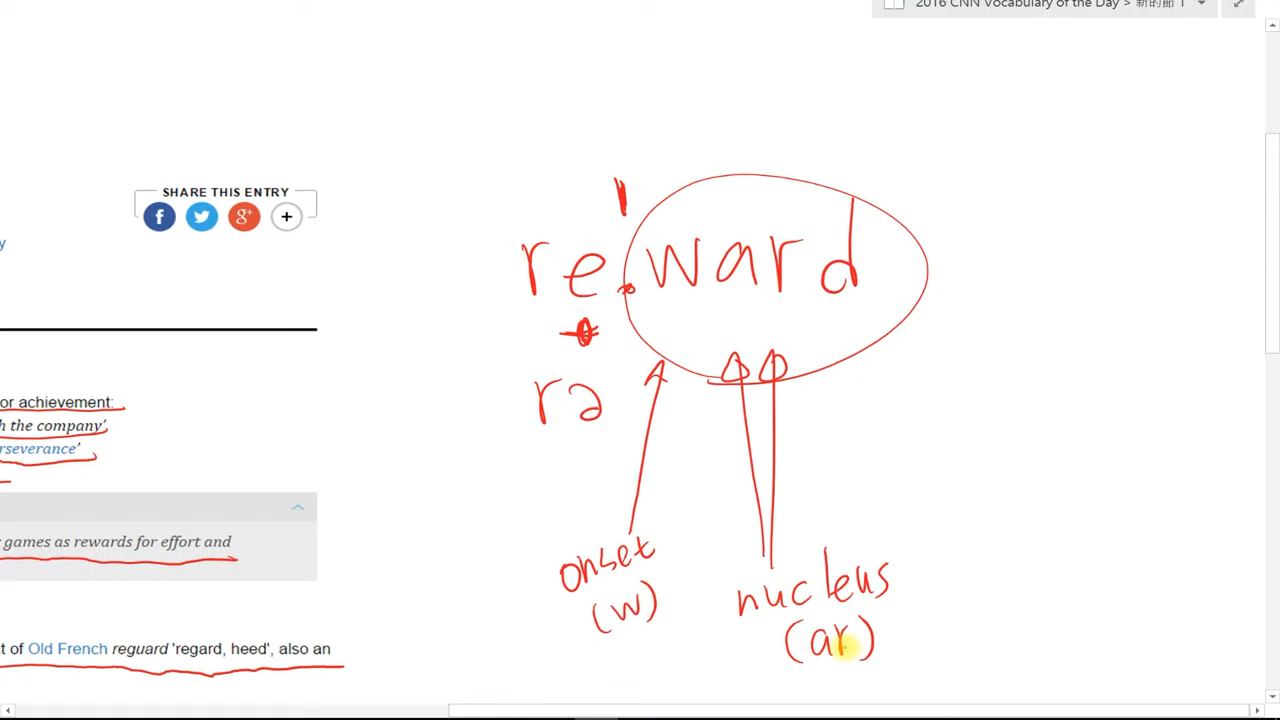 2016 CNN Vocabulary of the Day > 新的節 1
SHARE THIS ENTRY
y
or achievement:
h the company'
rseverance'
games as rewards for effort and
t of Old French reguard 'regard, heed', also an
re.ward
rə
onset
(w)
nucleus
(ar)